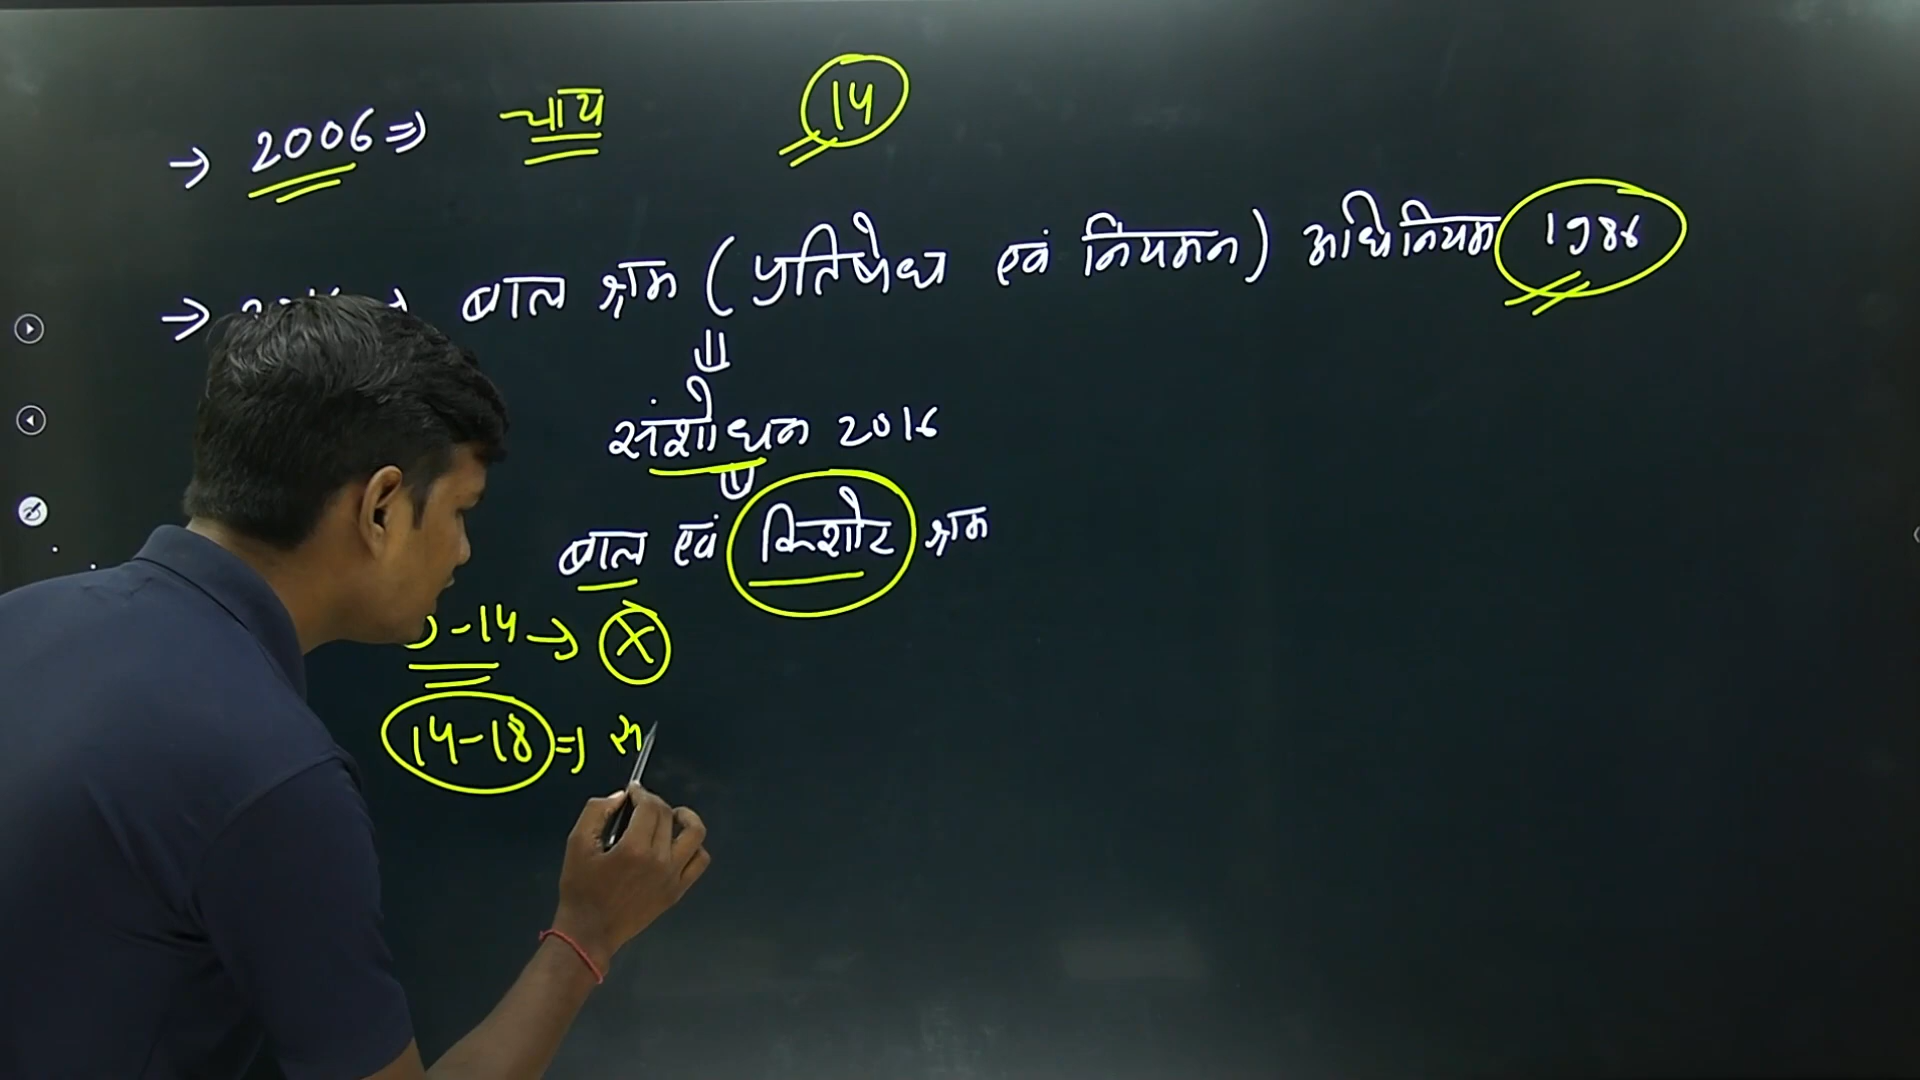 → 2006 ⇒ चाय 14
→ बाल श्रम (प्रतिषेध एवं नियमन) अधिनियम 1986
⇓
संशोधन 2016
⇓
बाल एवं किशोर श्रम
-14 → X
14-18 ⇒ स